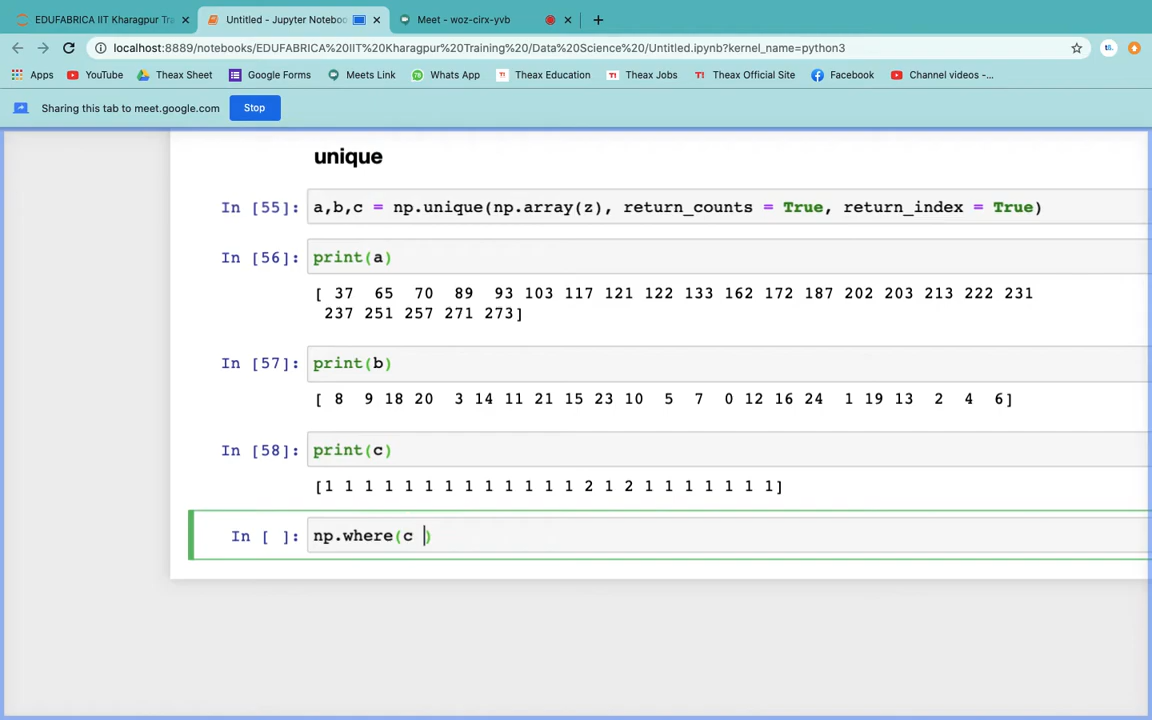 EDUFABRICA IIT Kharagpur Tra
Untitled - Jupyter Noteboo
Meet - woz-cirx-yvb
localhost:8889/notebooks/EDUFABRICA%20IIT%20Kharagpur%20Training%20/Data%20Science%20/Untitled.ipynb?kernel_name=python3
Apps YouTube Theax Sheet Google Forms Meets Link Whats App Theax Education Theax Jobs Theax Official Site Facebook Channel videos -...
Sharing this tab to meet.google.com Stop
unique
In [55]: a,b,c = np.unique(np.array(z), return_counts = True, return_index = True)
In [56]: print(a)
[ 37 65 70 89 93 103 117 121 122 133 162 172 187 202 203 213 222 231
237 251 257 271 273]
In [57]: print(b)
[ 8 9 18 20 3 14 11 21 15 23 10 5 7 0 12 16 24 1 19 13 2 4 6]
In [58]: print(c)
[1 1 1 1 1 1 1 1 1 1 1 1 1 2 1 2 1 1 1 1 1 1 1]
In [ ]: np.where(c )